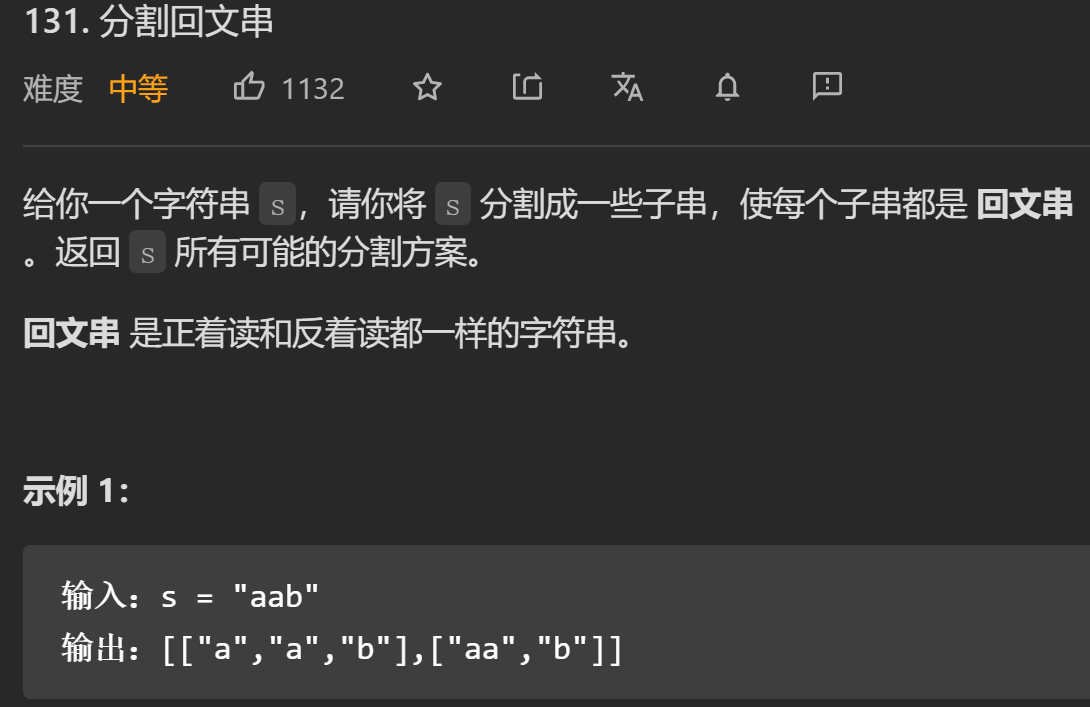 131. 分割回文串
难度 中等 1132
给你一个字符串 s，请你将 s 分割成一些子串，使每个子串都是 回文串
。返回 s 所有可能的分割方案。
回文串 是正着读和反着读都一样的字符串。
示例 1：
输入：s = "aab"
输出：[["a","a","b"],["aa","b"]]